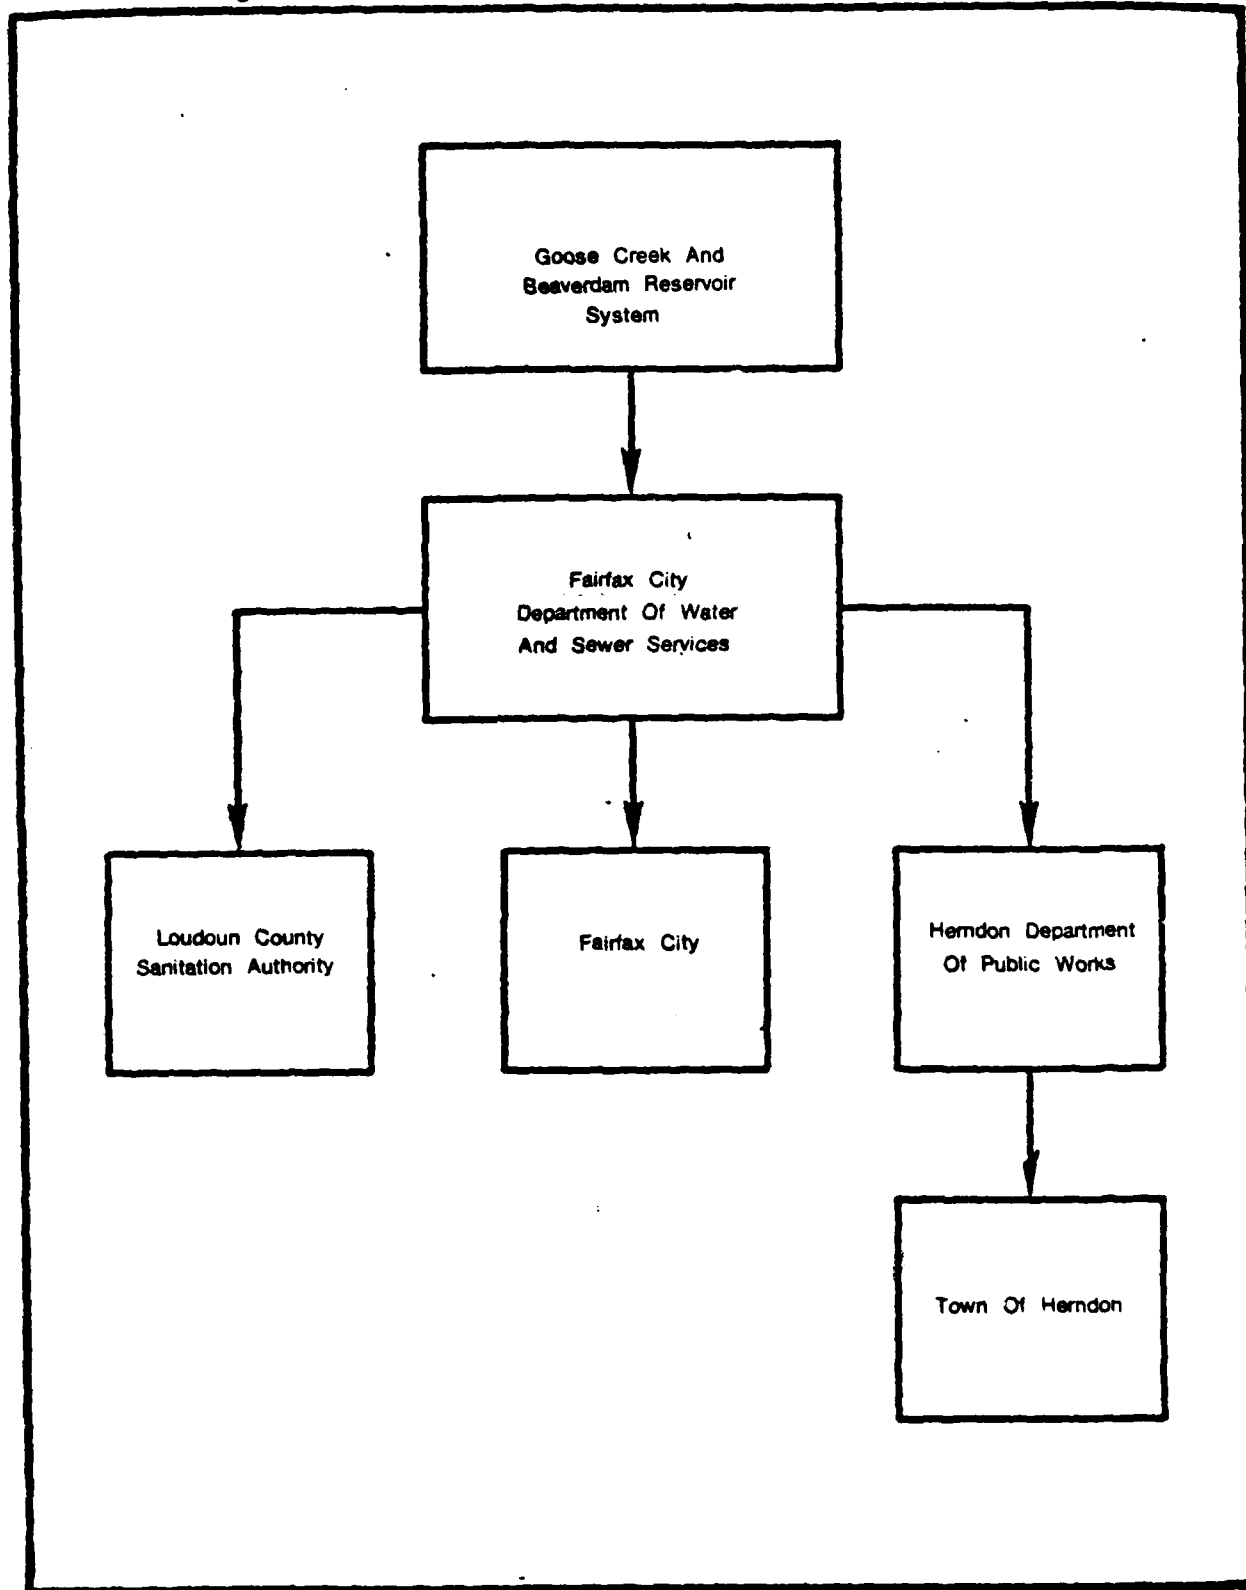 Goose Creek And
Beaverdam Reservoir
System
Fairfax City
Department Of Water
And Sewer Services
Loudoun County
Sanitation Authority
Fairfax City
Herndon Department
Of Public Works
Town Of Herndon